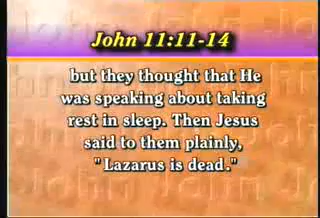 John 11:11-14
but they thought that He
was speaking about taking
rest in sleep. Then Jesus
said to them plainly,
"Lazarus is dead."